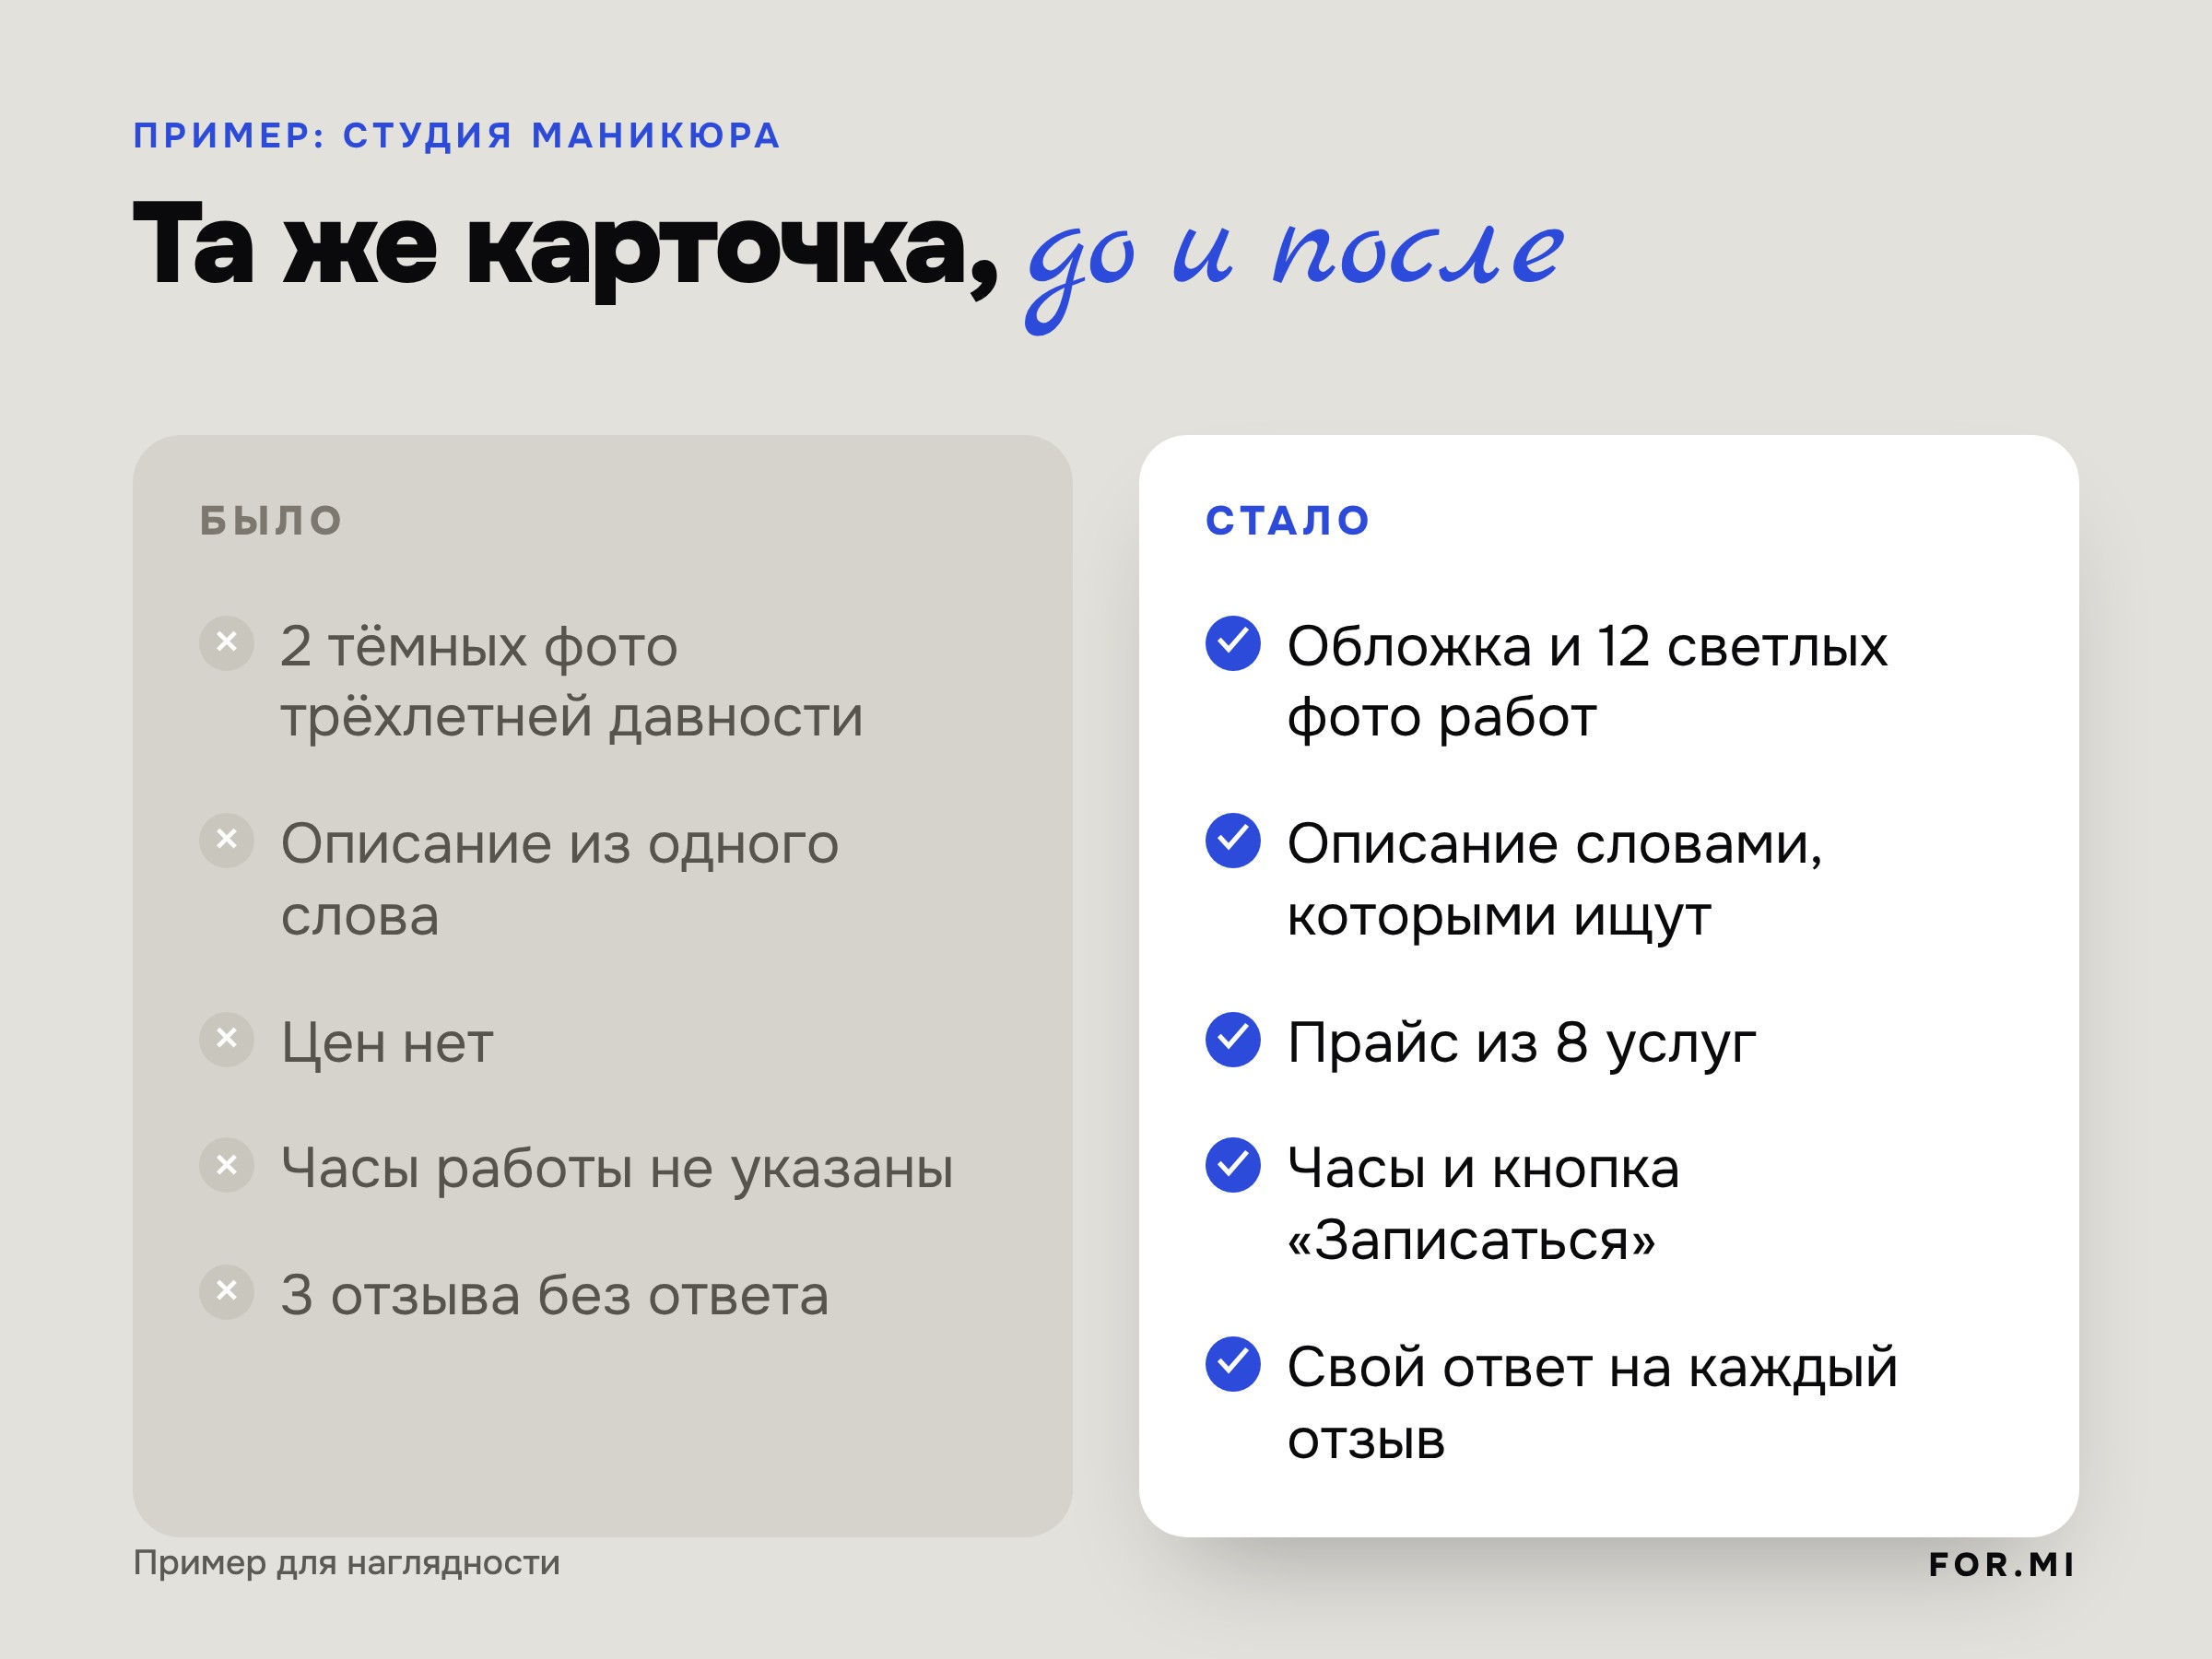 ПРИМЕР: СТУДИЯ МАНИКЮРА
Та же карточка, до и после
БЫЛО
2 тёмных фото
трёхлетней давности
Описание из одного
слова
Цен нет
Часы работы не указаны
3 отзыва без ответа
СТАЛО
Обложка и 12 светлых
фото работ
Описание словами,
которыми ищут
Прайс из 8 услуг
Часы и кнопка
«Записаться»
Свой ответ на каждый
отзыв
Пример для наглядности
FOR.MI